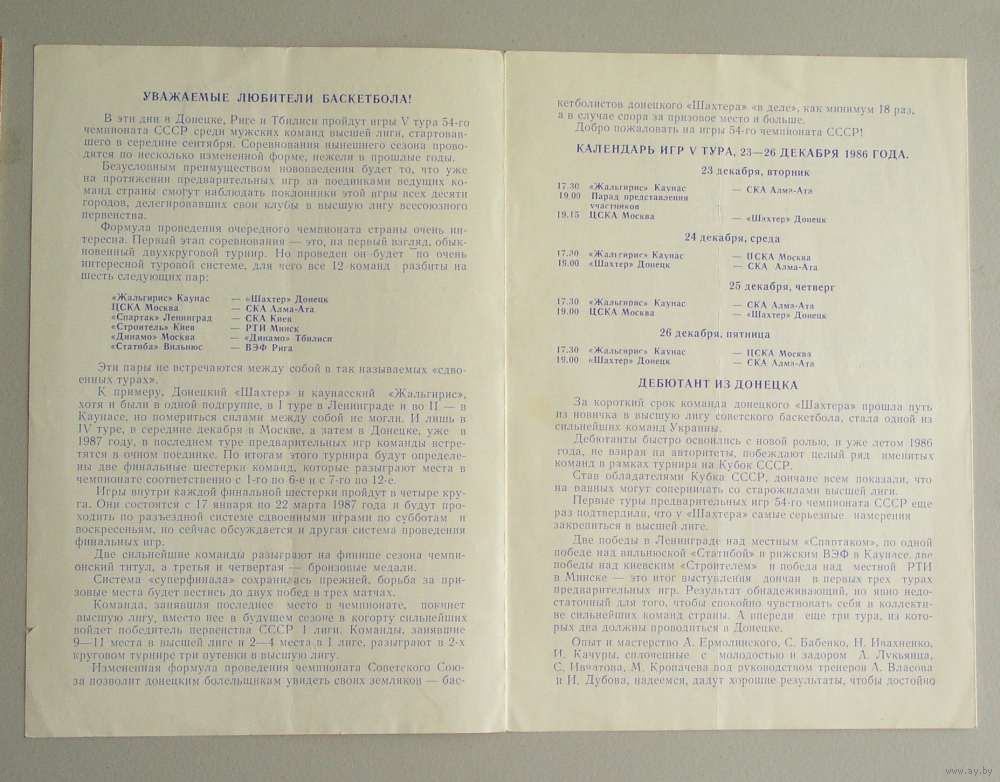 УВАЖАЕМЫЕ ЛЮБИТЕЛИ БАСКЕТБОЛА!
В эти дни в Донецке, Риге и Тбилиси пройдут игры V тура 54-го
чемпионата СССР среди мужских команд высшей лиги, стартовав-
шего в середине сентября. Соревнования нынешнего сезона прово-
дятся по несколько измененной форме, нежели в прошлые годы.
Безусловным преимуществом нововведения будет то, что уже
на протяжении предварительных игр за поединками ведущих ко-
манд страны смогут наблюдать поклонники этой игры всех десяти
городов, делегировавших свои клубы в высшую лигу всесоюзного
первенства.
Формула проведения очередного чемпионата страны очень ин-
тересна. Первый этап соревнования — это, на первый взгляд, обык-
новенный двухкруговой турнир. Но проведен он будет по очень
интересной туровой системе, для чего все 12 команд разбиты на
шесть следующих пар:
«Жальгирис» Каунас — «Шахтер» Донецк
ЦСКА Москва — СКА Алма-Ата
«Спартак» Ленинград — СКА Киев
«Строитель» Киев — РТИ Минск
«Динамо» Москва — «Динамо» Тбилиси
«Статиба» Вильнюс — ВЭФ Рига
Эти пары не встречаются между собой в так называемых «сдво-
енных турах».
К примеру, Донецкий «Шахтер» и каунасский «Жальгирис»,
хотя и были в одной подгруппе, в I туре в Ленинграде и во II — в
Каунасе, но помериться силами между собой не могли. И лишь в
IV туре, в середине декабря в Москве, а затем в Донецке, уже в
1987 году, в последнем туре предварительных игр команды встре-
тятся в очном поединке. По итогам этого турнира будут определе-
ны две финальные шестерки команд, которые разыграют места в
чемпионате соответственно с 1-го по 6-е и с 7-го по 12-е.
Игры внутри каждой финальной шестерки пройдут в четыре кру-
га. Они состоятся с 17 января по 22 марта 1987 года и будут про-
ходить по разъездной системе сдвоенными играми по субботам и
воскресеньям, но сейчас обсуждается и другая система проведения
финальных игр.
Две сильнейшие команды разыграют на финише сезона чемпи-
онский титул, а третья и четвертая — бронзовые медали.
Система «суперфинала» сохранилась прежней, борьба за при-
зовые места будет вестись до двух побед в трех матчах.
Команда, занявшая последнее место в чемпионате, покинет
высшую лигу, вместо нее в будущем сезоне в когорту сильнейших
войдет победитель первенства СССР 1 лиги. Команды, занявшие
9—11 места в высшей лиге и 2—4 места в 1 лиге, разыграют в 2-х
круговом турнире три путевки в высшую лигу.
Измененная формула проведения чемпионата Советского Сою-
за позволит донецким болельщикам увидеть своих земляков — бас-
кетболистов донецкого «Шахтера» «в деле», как минимум 18 раз,
а в случае спора за призовое место и больше.
Добро пожаловать на игры 54-го чемпионата СССР!
КАЛЕНДАРЬ ИГР V ТУРА, 23—26 ДЕКАБРЯ 1986 ГОДА.
23 декабря, вторник
17.30 «Жальгирис» Каунас — СКА Алма-Ата
19.00 Парад представления
участников
19.15 ЦСКА Москва — «Шахтер» Донецк
24 декабря, среда
17.30 «Жальгирис» Каунас — ЦСКА Москва
19.00 «Шахтер» Донецк — СКА Алма-Ата
25 декабря, четверг
17.30 «Жальгирис» Каунас — СКА Алма-Ата
19.00 ЦСКА Москва — «Шахтер» Донецк
26 декабря, пятница
17.30 «Жальгирис» Каунас — ЦСКА Москва
19.00 «Шахтер» Донецк — СКА Алма-Ата
ДЕБЮТАНТ ИЗ ДОНЕЦКА
За короткий срок команда донецкого «Шахтера» прошла путь
из новичка в высшую лигу советского баскетбола, стала одной из
сильнейших команд Украины.
Дебютанты быстро освоились с новой ролью, и уже летом 1986
года, не взирая на авторитеты, побеждают целый ряд именитых
команд в рамках турнира на Кубок СССР.
Став обладателями Кубка СССР, дончане всем показали, что
на равных могут соперничать со старожилами высшей лиги.
Первые туры предварительных игр 54-го чемпионата СССР еще
раз подтвердили, что у «Шахтера» самые серьезные намерения
закрепиться в высшей лиге.
Две победы в Ленинграде над местным «Спартаком», по одной
победе над вильнюской «Статибой» и рижским ВЭФ в Каунасе, две
победы над киевским «Строителем» и победа над местной РТИ
в Минске — это итог выступления дончан в первых трех турах
предварительных игр. Результат обнадеживающий, но явно недо-
статочный для того, чтобы спокойно чувствовать себя в коллекти-
ве сильнейших команд страны. А впереди еще три тура, из кото-
рых два должны проводиться в Донецке.
Опыт и мастерство А. Ермолинского, С. Бабенко, Н. Ивахненко,
И. Качуры, сплоченные с молодостью и задором Л. Лукьянца,
С. Ивчатова, М. Кропачева под руководством тренеров А. Власова
и И. Дубова, надеемся, дадут хорошие результаты, чтобы достойно
www.ay.by